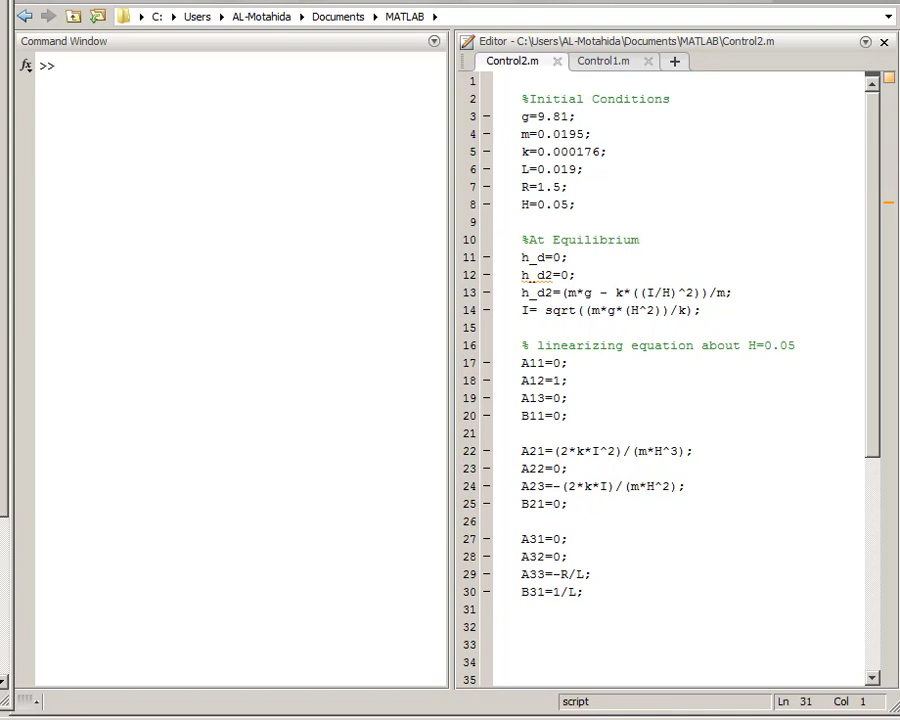 C: Users AL-Motahida Documents MATLAB
Command Window
fx >>
Editor - C:\Users\AL-Motahida\Documents\MATLAB\Control2.m
Control2.m Control1.m
1
2 %Initial Conditions
3 g=9.81;
4 m=0.0195;
5 k=0.000176;
6 L=0.019;
7 R=1.5;
8 H=0.05;
9
10 %At Equilibrium
11 h_d=0;
12 h_d2=0;
13 h_d2=(m*g - k*((I/H)^2))/m;
14 I= sqrt((m*g*(H^2))/k);
15
16 % linearizing equation about H=0.05
17 A11=0;
18 A12=1;
19 A13=0;
20 B11=0;
21
22 A21=(2*k*I^2)/(m*H^3);
23 A22=0;
24 A23=-(2*k*I)/(m*H^2);
25 B21=0;
26
27 A31=0;
28 A32=0;
29 A33=-R/L;
30 B31=1/L;
31
32
33
34
35
script Ln 31 Col 1